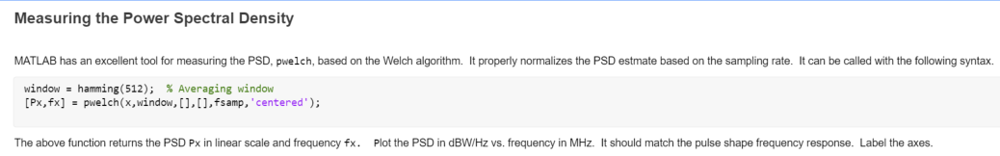 Measuring the Power Spectral Density
MATLAB has an excellent tool for measuring the PSD, pwelch, based on the Welch algorithm. It properly normalizes the PSD estmate based on the sampling rate. It can be called with the following syntax.
window = hamming(512); % Averaging window
[Px,fx] = pwelch(x,window,[],[],fsamp,'centered');
The above function returns the PSD Px in linear scale and frequency fx. Plot the PSD in dBW/Hz vs. frequency in MHz. It should match the pulse shape frequency response. Label the axes.